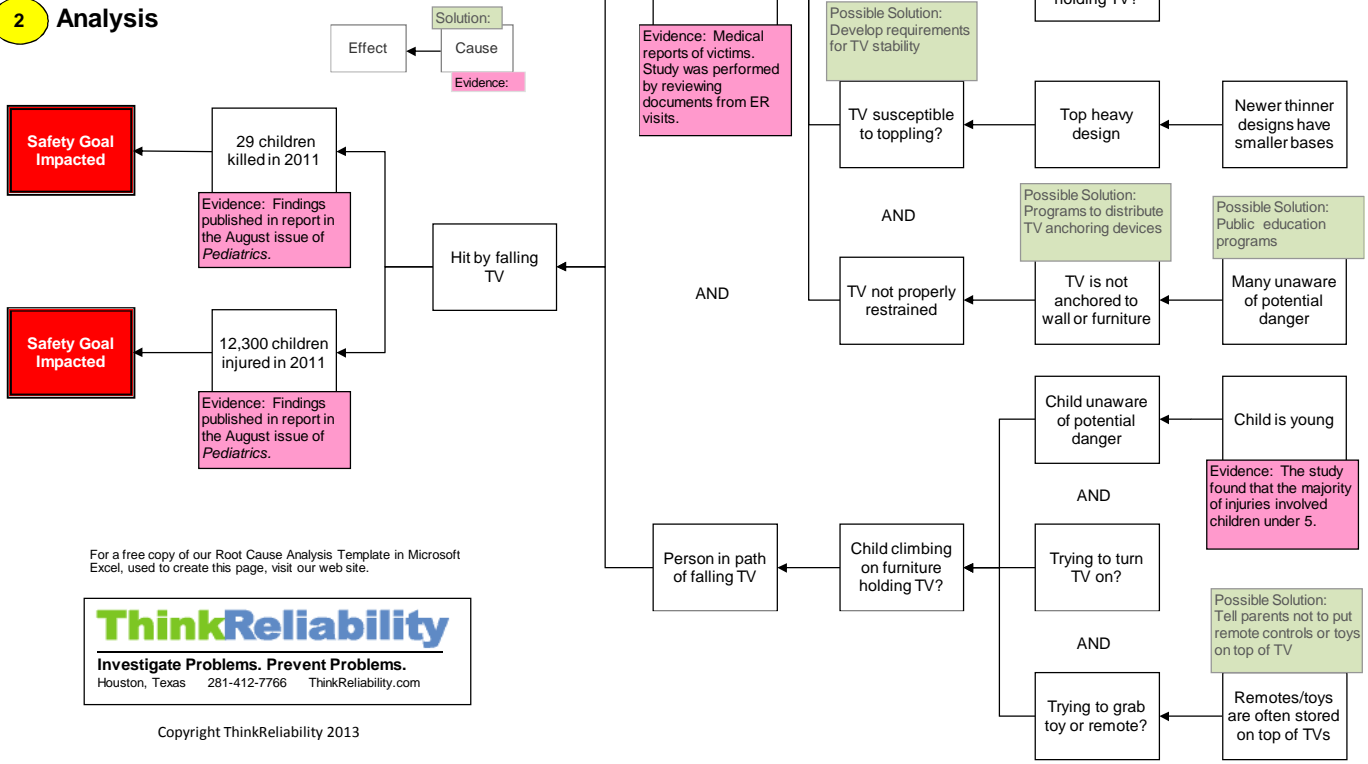 2
Analysis
Solution:
Effect
Cause
Evidence:
Evidence: Medical
reports of victims.
Study was performed
by reviewing
documents from ER
visits.
Possible Solution:
Develop requirements
for TV stability
holding TV?
Safety Goal
Impacted
29 children
killed in 2011
Evidence: Findings
published in report in
the August issue of
Pediatrics.
TV susceptible
to toppling?
Top heavy
design
Newer thinner
designs have
smaller bases
AND
Possible Solution:
Programs to distribute
TV anchoring devices
Possible Solution:
Public education
programs
Hit by falling
TV
AND
TV not properly
restrained
TV is not
anchored to
wall or furniture
Many unaware
of potential
danger
Safety Goal
Impacted
12,300 children
injured in 2011
Evidence: Findings
published in report in
the August issue of
Pediatrics.
Child unaware
of potential
danger
Child is young
Evidence: The study
found that the majority
of injuries involved
children under 5.
AND
Person in path
of falling TV
Child climbing
on furniture
holding TV?
Trying to turn
TV on?
AND
Possible Solution:
Tell parents not to put
remote controls or toys
on top of TV
Trying to grab
toy or remote?
Remotes/toys
are often stored
on top of TVs
For a free copy of our Root Cause Analysis Template in Microsoft
Excel, used to create this page, visit our web site.
ThinkReliability
Investigate Problems. Prevent Problems.
Houston, Texas 281-412-7766 ThinkReliability.com
Copyright ThinkReliability 2013